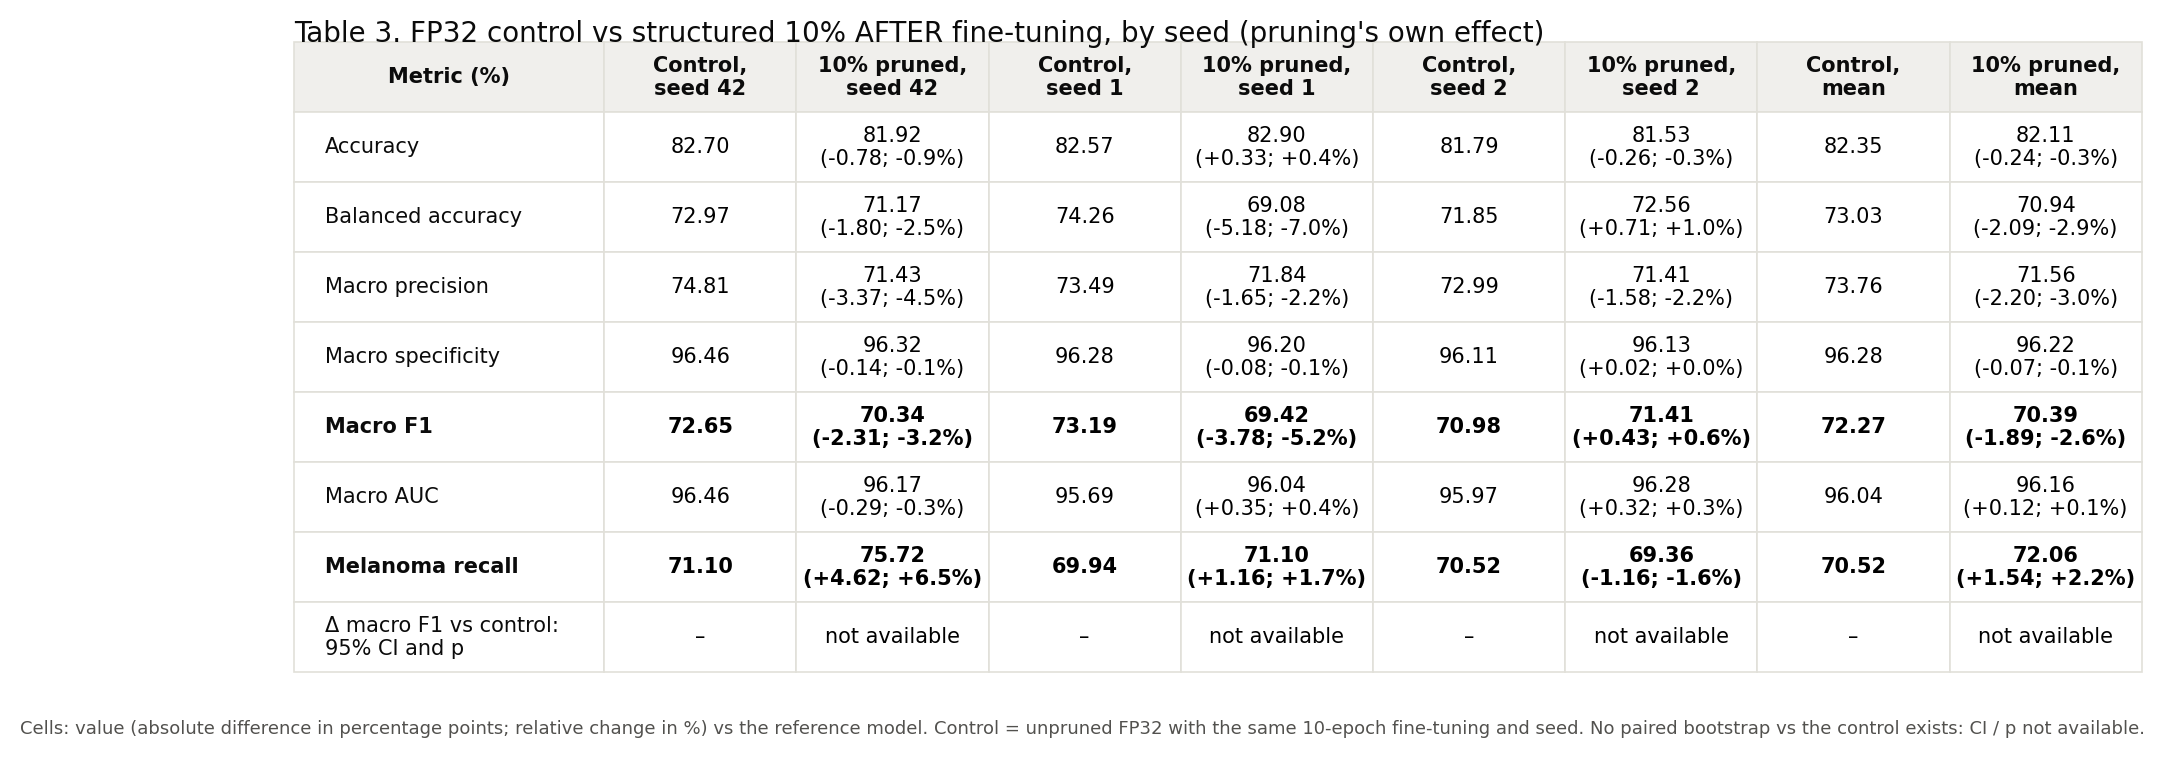 Table 3. FP32 control vs structured 10% AFTER fine-tuning, by seed (pruning's own effect)
Metric (%) Control, seed 42 10% pruned, seed 42 Control, seed 1 10% pruned, seed 1 Control, seed 2 10% pruned, seed 2 Control, mean 10% pruned, mean
Accuracy 82.70 81.92 (-0.78; -0.9%) 82.57 82.90 (+0.33; +0.4%) 81.79 81.53 (-0.26; -0.3%) 82.35 82.11 (-0.24; -0.3%)
Balanced accuracy 72.97 71.17 (-1.80; -2.5%) 74.26 69.08 (-5.18; -7.0%) 71.85 72.56 (+0.71; +1.0%) 73.03 70.94 (-2.09; -2.9%)
Macro precision 74.81 71.43 (-3.37; -4.5%) 73.49 71.84 (-1.65; -2.2%) 72.99 71.41 (-1.58; -2.2%) 73.76 71.56 (-2.20; -3.0%)
Macro specificity 96.46 96.32 (-0.14; -0.1%) 96.28 96.20 (-0.08; -0.1%) 96.11 96.13 (+0.02; +0.0%) 96.28 96.22 (-0.07; -0.1%)
Macro F1 72.65 70.34 (-2.31; -3.2%) 73.19 69.42 (-3.78; -5.2%) 70.98 71.41 (+0.43; +0.6%) 72.27 70.39 (-1.89; -2.6%)
Macro AUC 96.46 96.17 (-0.29; -0.3%) 95.69 96.04 (+0.35; +0.4%) 95.97 96.28 (+0.32; +0.3%) 96.04 96.16 (+0.12; +0.1%)
Melanoma recall 71.10 75.72 (+4.62; +6.5%) 69.94 71.10 (+1.16; +1.7%) 70.52 69.36 (-1.16; -1.6%) 70.52 72.06 (+1.54; +2.2%)
Δ macro F1 vs control: 95% CI and p – not available – not available – not available – not available
Cells: value (absolute difference in percentage points; relative change in %) vs the reference model. Control = unpruned FP32 with the same 10-epoch fine-tuning and seed. No paired bootstrap vs the control exists: CI / p not available.